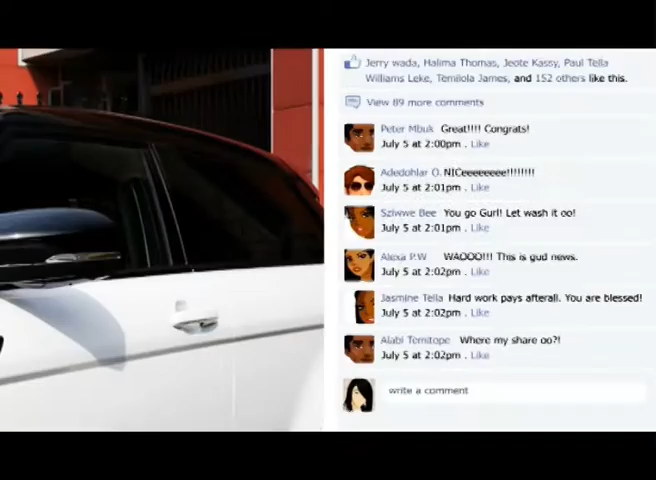 Jerry wada, Halima Thomas, Jeote Kassy, Paul Tella
Williams Leke, Temilola James, and 152 others like this.
View 89 more comments
Peter Mbuk Great!!!! Congrats!
July 5 at 2:00pm . Like
Adedohlar O. NICeeeeeeee!!!!!!!!
July 5 at 2:01pm . Like
Sziwwe Bee You go Gurl! Let wash it oo!
July 5 at 2:01pm . Like
Alexa P.W WAOOO!!! This is gud news.
July 5 at 2:02pm . Like
Jasmine Tella Hard work pays afterall. You are blessed!
July 5 at 2:02pm . Like
Alabi Temitope Where my share oo?!
July 5 at 2:02pm . Like
write a comment